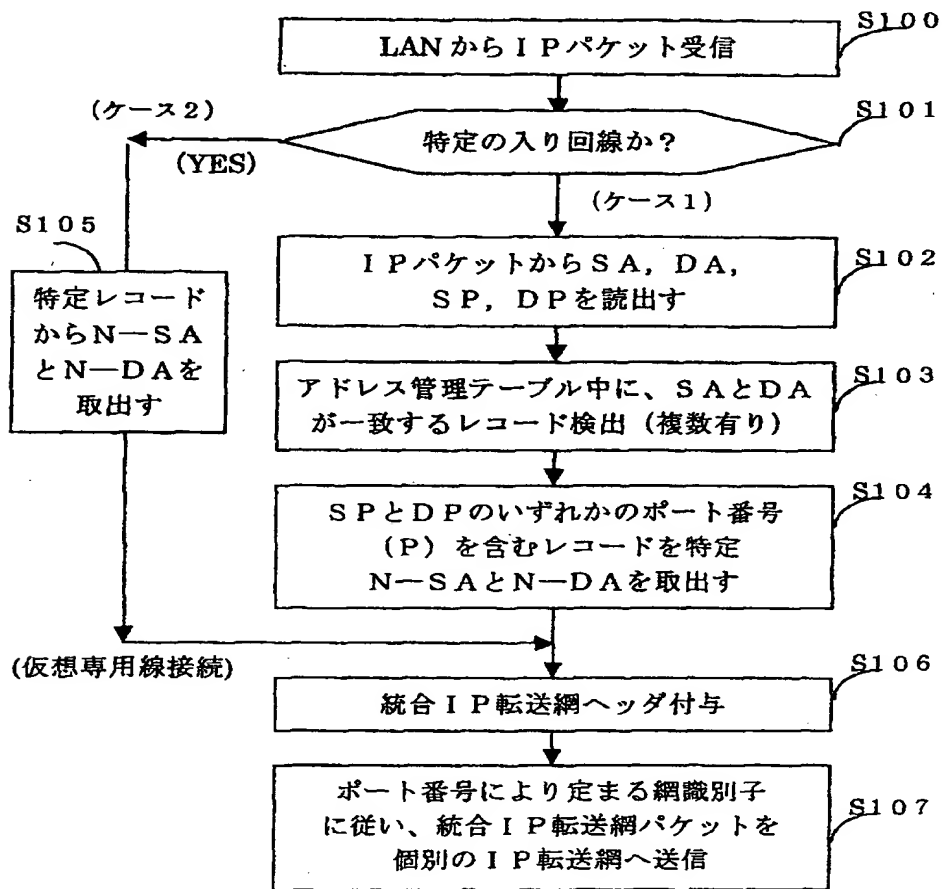 S100
LANからIPパケット受信
(ケース2)
S101
特定の入り回線か?
(YES)
(ケース1)
S105
S102
IPパケットからSA,DA,
SP,DPを読出す
特定レコード
からN—SA
とN—DAを
取出す
S103
アドレス管理テーブル中に、SAとDA
が一致するレコード検出(複数有り)
S104
SPとDPのいずれかのポート番号
(P)を含むレコードを特定
N—SAとN—DAを取出す
(仮想専用線接続)
S106
統合IP転送網ヘッダ付与
S107
ポート番号により定まる網識別子
に従い、統合IP転送網パケットを
個別のIP転送網へ送信